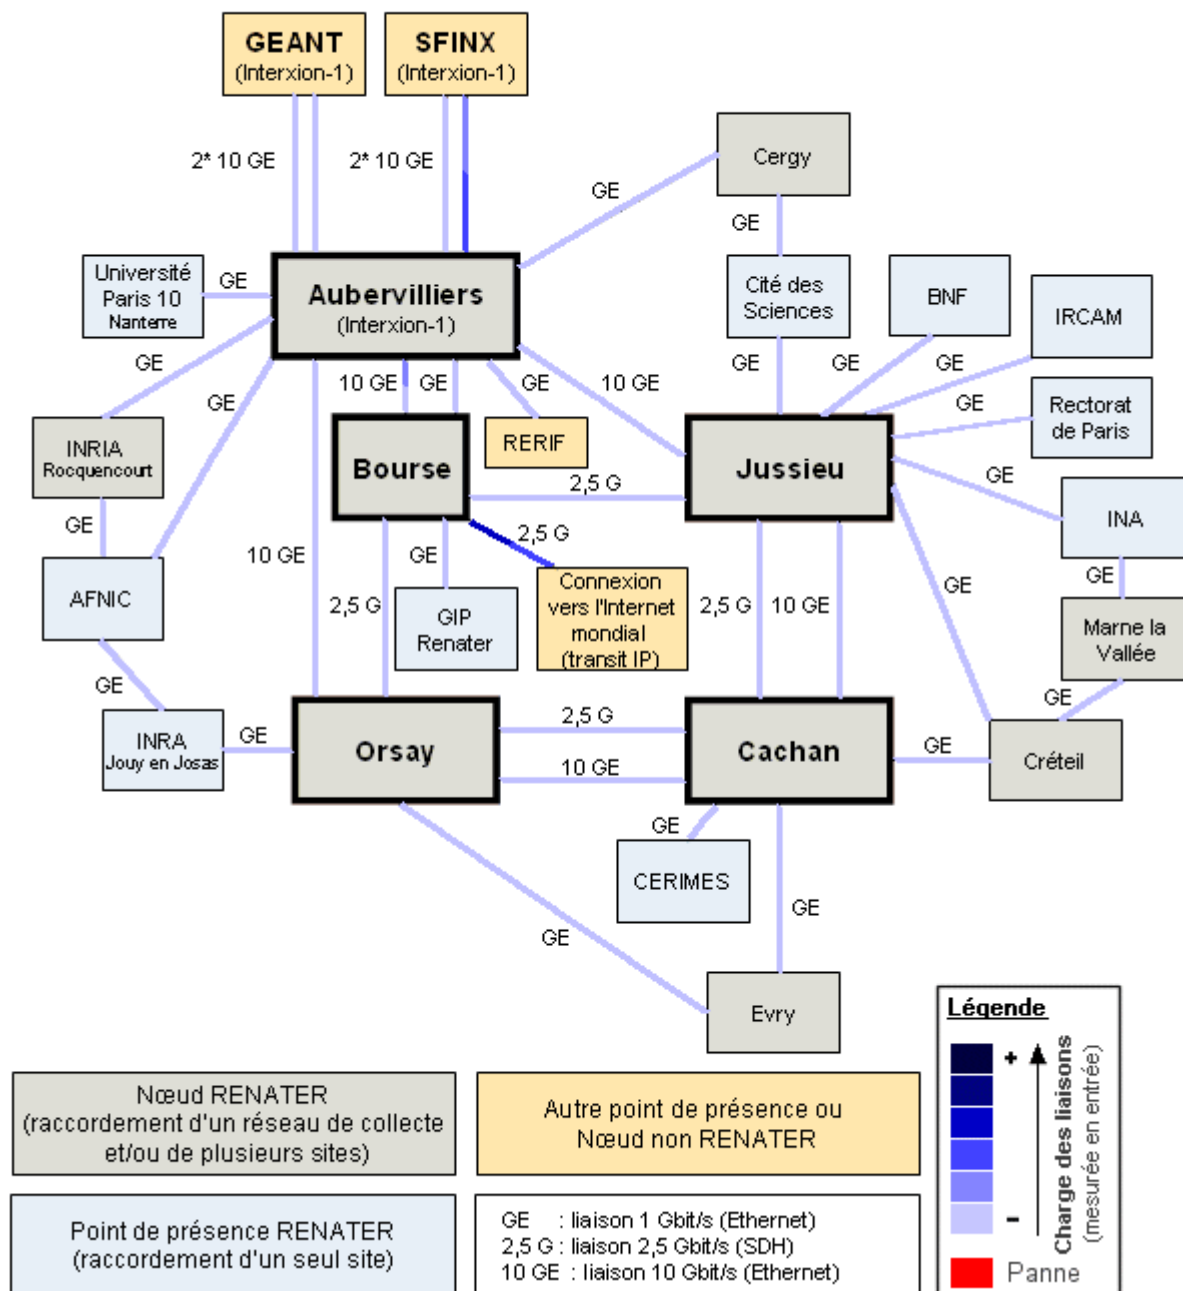 GEANT
(Interxion-1)
SFINX
(Interxion-1)
2* 10 GE
2* 10 GE
GE
Cergy
GE
Université
Paris 10
Nanterre
GE
Aubervilliers
(Interxion-1)
Cité des
Sciences
BNF
IRCAM
GE
GE
10 GE
GE
GE
10 GE
GE
GE
GE
GE
INRIA
Rocquencourt
Bourse
RERIF
Jussieu
Rectorat
de Paris
2,5 G
GE
INA
GE
10 GE
GE
2,5 G
AFNIC
2,5 G
GIP
Renater
Connexion
vers l'Internet
mondial
(transit IP)
2,5 G
10 GE
GE
GE
Marne la
Vallée
GE
GE
INRA
Jouy en Josas
GE
Orsay
2,5 G
10 GE
Cachan
GE
Créteil
GE
CERIMES
GE
GE
Evry
Légende
+
-
Charge des liaisons
(mesurée en entrée)
Panne
Nœud RENATER
(raccordement d'un réseau de collecte
et/ou de plusieurs sites)
Autre point de présence ou
Nœud non RENATER
Point de présence RENATER
(raccordement d'un seul site)
GE : liaison 1 Gbit/s (Ethernet)
2,5 G : liaison 2,5 Gbit/s (SDH)
10 GE : liaison 10 Gbit/s (Ethernet)